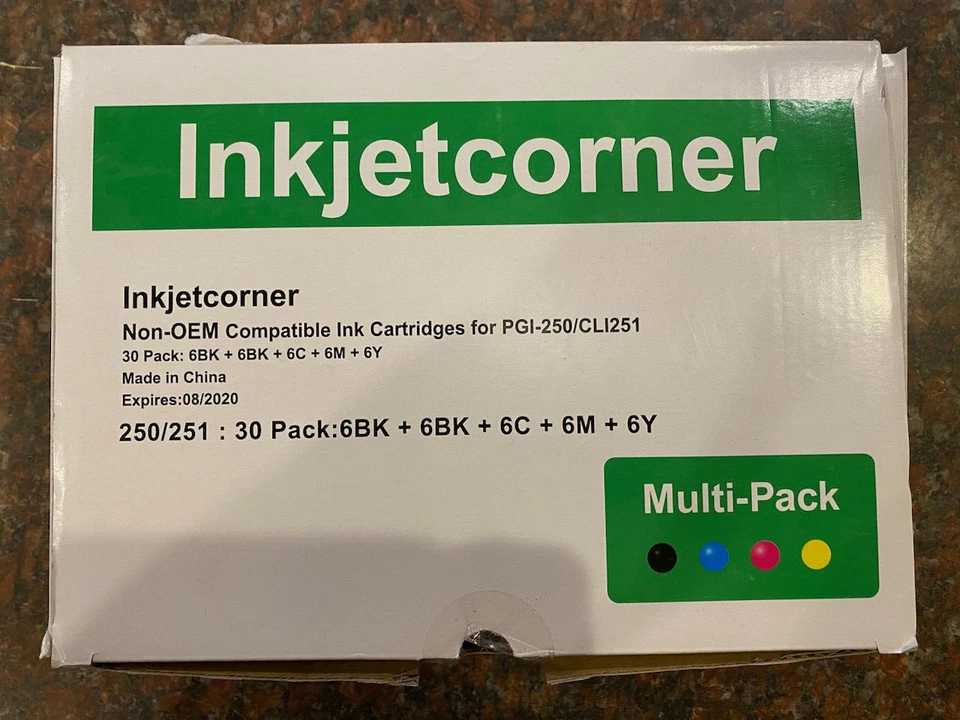 Inkjetcorner
Inkjetcorner
Non-OEM Compatible Ink Cartridges for PGI-250/CLI251
30 Pack: 6BK + 6BK + 6C + 6M + 6Y
Made in China
Expires:08/2020
250/251 : 30 Pack:6BK + 6BK + 6C + 6M + 6Y
Multi-Pack